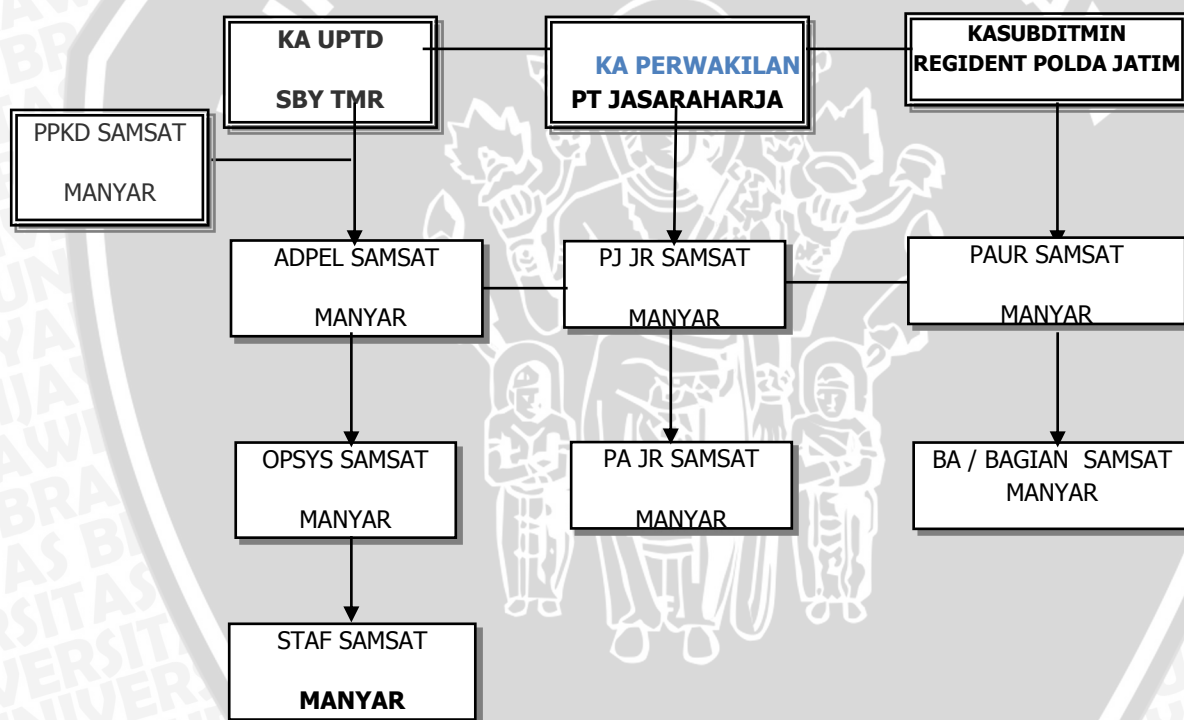 KA UPTD
SBY TMR
KA PERWAKILAN
PT JASARAHARJA
KASUBDITMIN
REGIDENT POLDA JATIM
PPKD SAMSAT
MANYAR
ADPEL SAMSAT
MANYAR
PJ JR SAMSAT
MANYAR
PAUR SAMSAT
MANYAR
OPSYS SAMSAT
MANYAR
PA JR SAMSAT
MANYAR
BA / BAGIAN SAMSAT
MANYAR
STAF SAMSAT
MANYAR